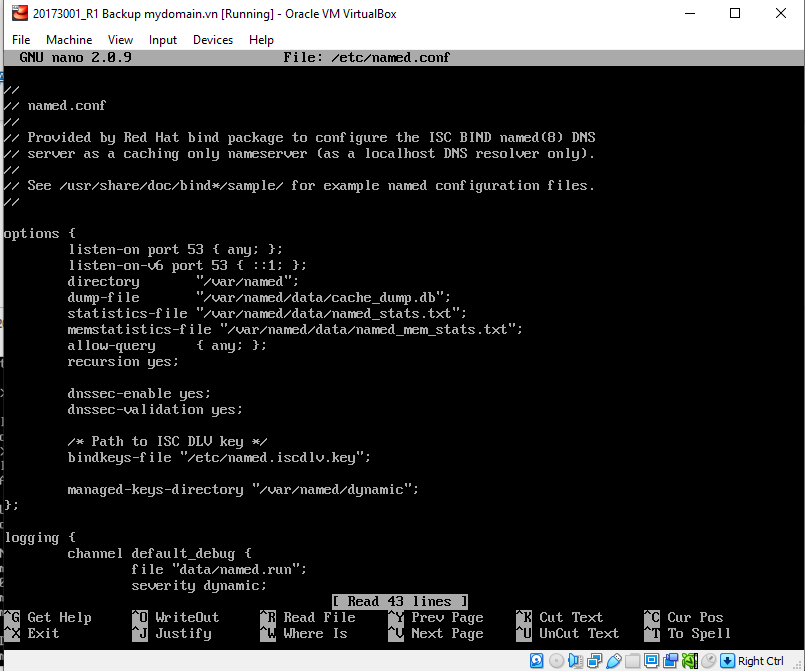 20173001_R1 Backup mydomain.vn [Running] - Oracle VM VirtualBox
File Machine View Input Devices Help
GNU nano 2.0.9 File: /etc/named.conf
//
// named.conf
//
// Provided by Red Hat bind package to configure the ISC BIND named(8) DNS
// server as a caching only nameserver (as a localhost DNS resolver only).
//
// See /usr/share/doc/bind*/sample/ for example named configuration files.
//
options {
listen-on port 53 { any; };
listen-on-v6 port 53 { ::1; };
directory "/var/named";
dump-file "/var/named/data/cache_dump.db";
statistics-file "/var/named/data/named_stats.txt";
memstatistics-file "/var/named/data/named_mem_stats.txt";
allow-query { any; };
recursion yes;
dnssec-enable yes;
dnssec-validation yes;
/* Path to ISC DLV key */
bindkeys-file "/etc/named.iscdlv.key";
managed-keys-directory "/var/named/dynamic";
};
logging {
channel default_debug {
file "data/named.run";
severity dynamic;
[ Read 43 lines ]
^G Get Help ^O WriteOut ^R Read File ^Y Prev Page ^K Cut Text ^C Cur Pos
^X Exit ^J Justify ^W Where Is ^V Next Page ^U UnCut Text ^T To Spell
Right Ctrl